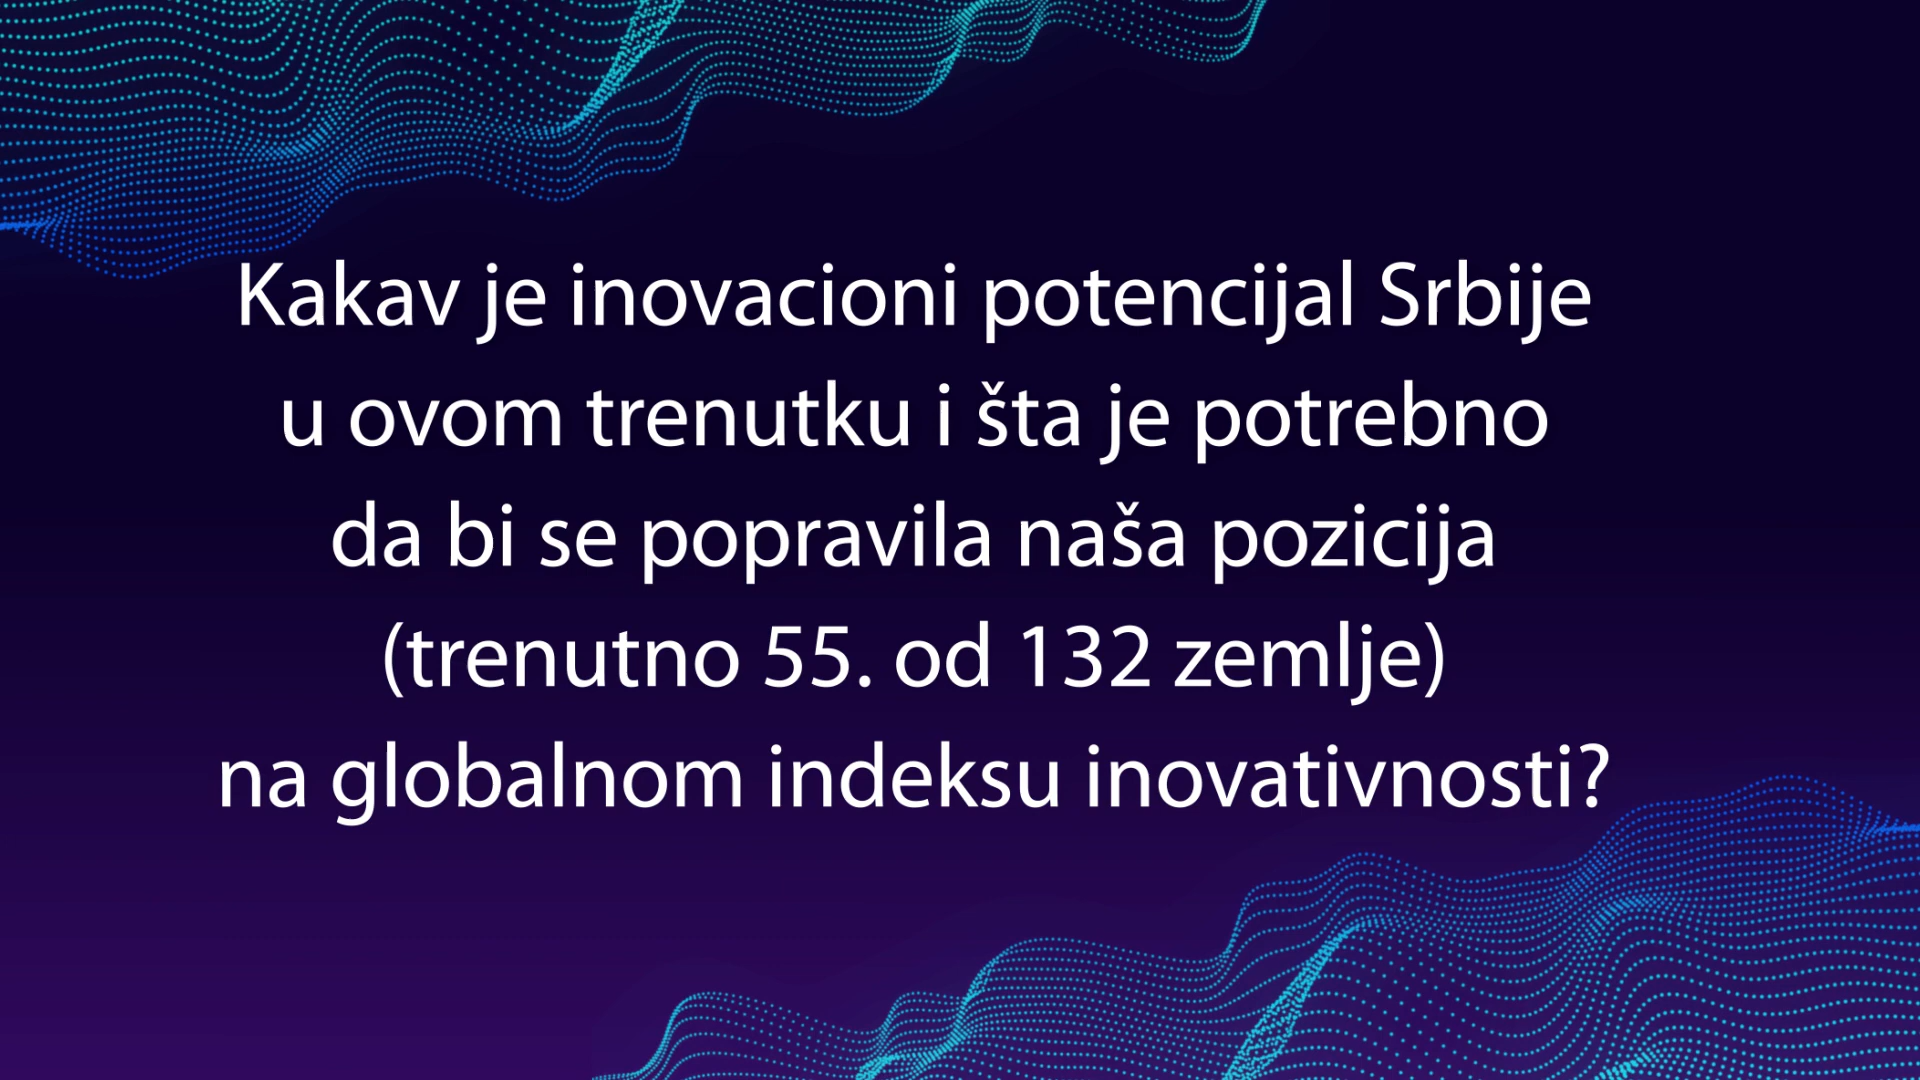 Kakav je inovacioni potencijal Srbije
u ovom trenutku i šta je potrebno
da bi se popravila naša pozicija
(trenutno 55. od 132 zemlje)
na globalnom indeksu inovativnosti?